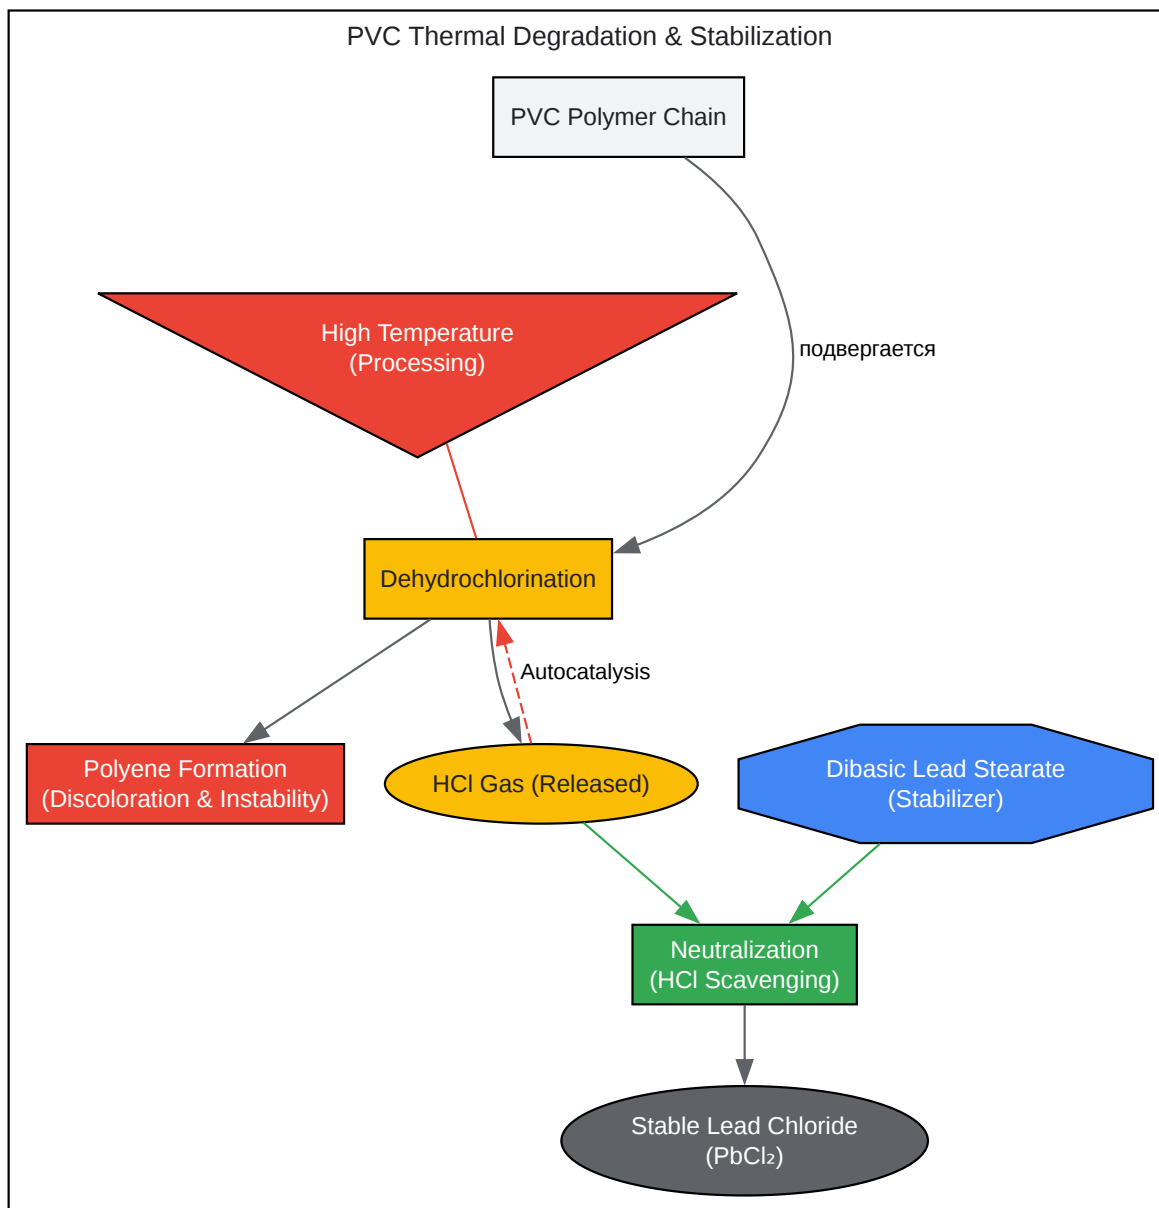 PVC Thermal Degradation & Stabilization
PVC Polymer Chain
High Temperature
(Processing)
подвергается
Dehydrochlorination
Autocatalysis
Polyene Formation
(Discoloration & Instability)
HCl Gas (Released)
Dibasic Lead Stearate
(Stabilizer)
Neutralization
(HCl Scavenging)
Stable Lead Chloride
(PbCl₂)